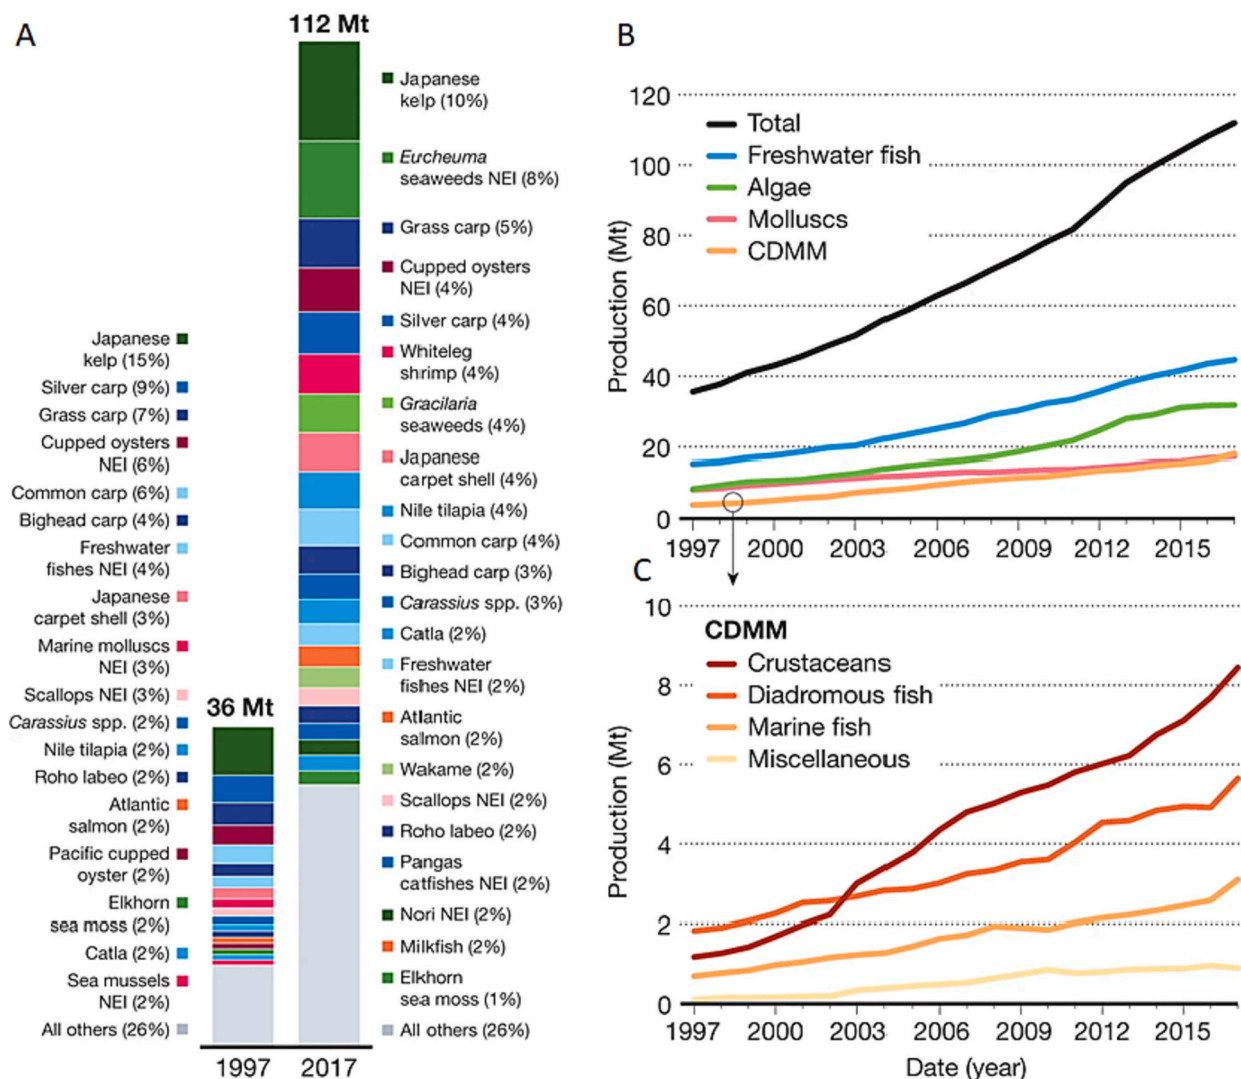 A
112 Mt
Japanese
kelp (10%)
Eucheuma
seaweeds NEI (8%)
Grass carp (5%)
Cupped oysters
NEI (4%)
Silver carp (4%)
Whiteleg
shrimp (4%)
Gracilaria
seaweeds (4%)
Japanese
carpet shell (4%)
Nile tilapia (4%)
Common carp (4%)
Bighead carp (3%)
Carassius spp. (3%)
Catla (2%)
Freshwater
fishes NEI (2%)
Atlantic
salmon (2%)
Wakame (2%)
Scallops NEI (2%)
Roho labeo (2%)
Pangas
catfishes NEI (2%)
Nori NEI (2%)
Milkfish (2%)
Elkhorn
sea moss (1%)
All others (26%)
Japanese
kelp (15%)
Silver carp (9%)
Grass carp (7%)
Cupped oysters
NEI (6%)
Common carp (6%)
Bighead carp (4%)
Freshwater
fishes NEI (4%)
Japanese
carpet shell (3%)
Marine molluscs
NEI (3%)
Scallops NEI (3%)
Carassius spp. (2%)
Nile tilapia (2%)
Roho labeo (2%)
Atlantic
salmon (2%)
Pacific cupped
oyster (2%)
Elkhorn
sea moss (2%)
Catla (2%)
Sea mussels
NEI (2%)
All others (26%)
36 Mt
1997 2017
B
Production (Mt)
120
100
80
60
40
20
0
Total
Freshwater fish
Algae
Molluscs
CDMM
1997 2000 2003 2006 2009 2012 2015
C
Production (Mt)
10
8
6
4
2
0
CDMM
Crustaceans
Diadromous fish
Marine fish
Miscellaneous
1997 2000 2003 2006 2009 2012 2015
Date (year)